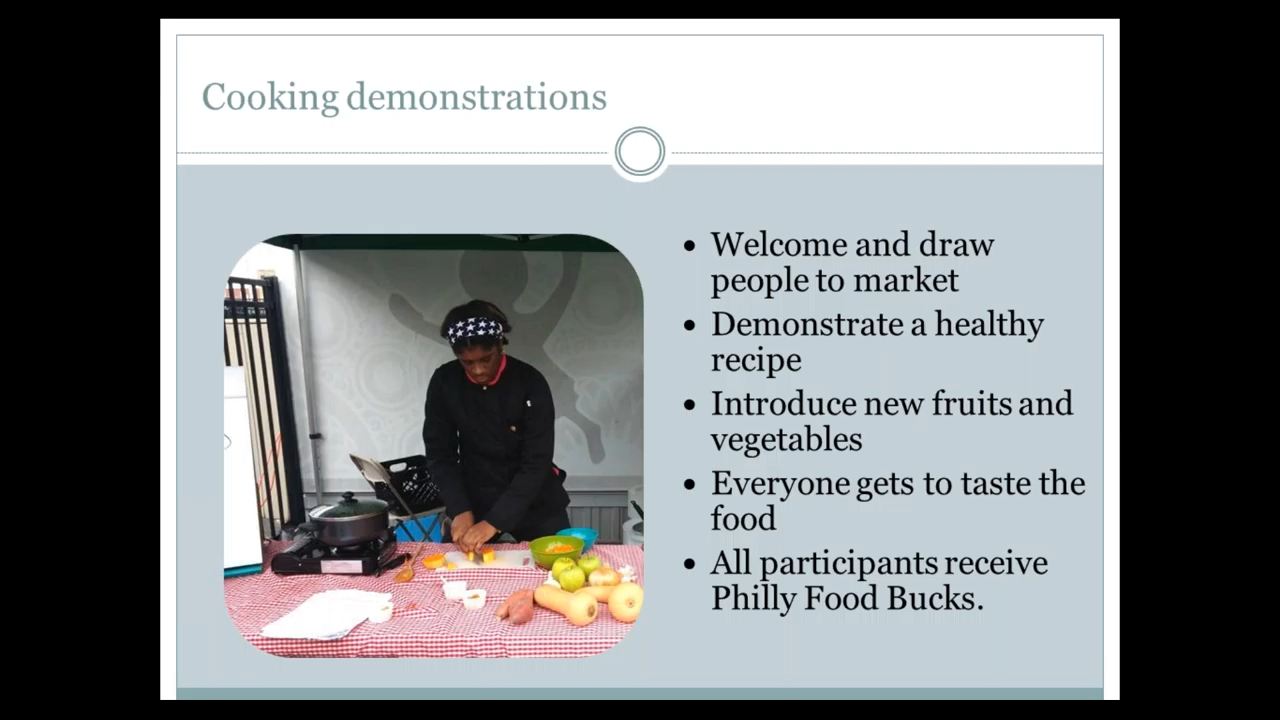 Cooking demonstrations
• Welcome and draw
people to market
• Demonstrate a healthy
recipe
• Introduce new fruits and
vegetables
• Everyone gets to taste the
food
• All participants receive
Philly Food Bucks.